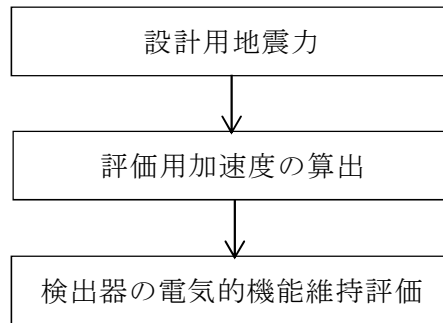 設計用地震力
評価用加速度の算出
検出器の電気的機能維持評価